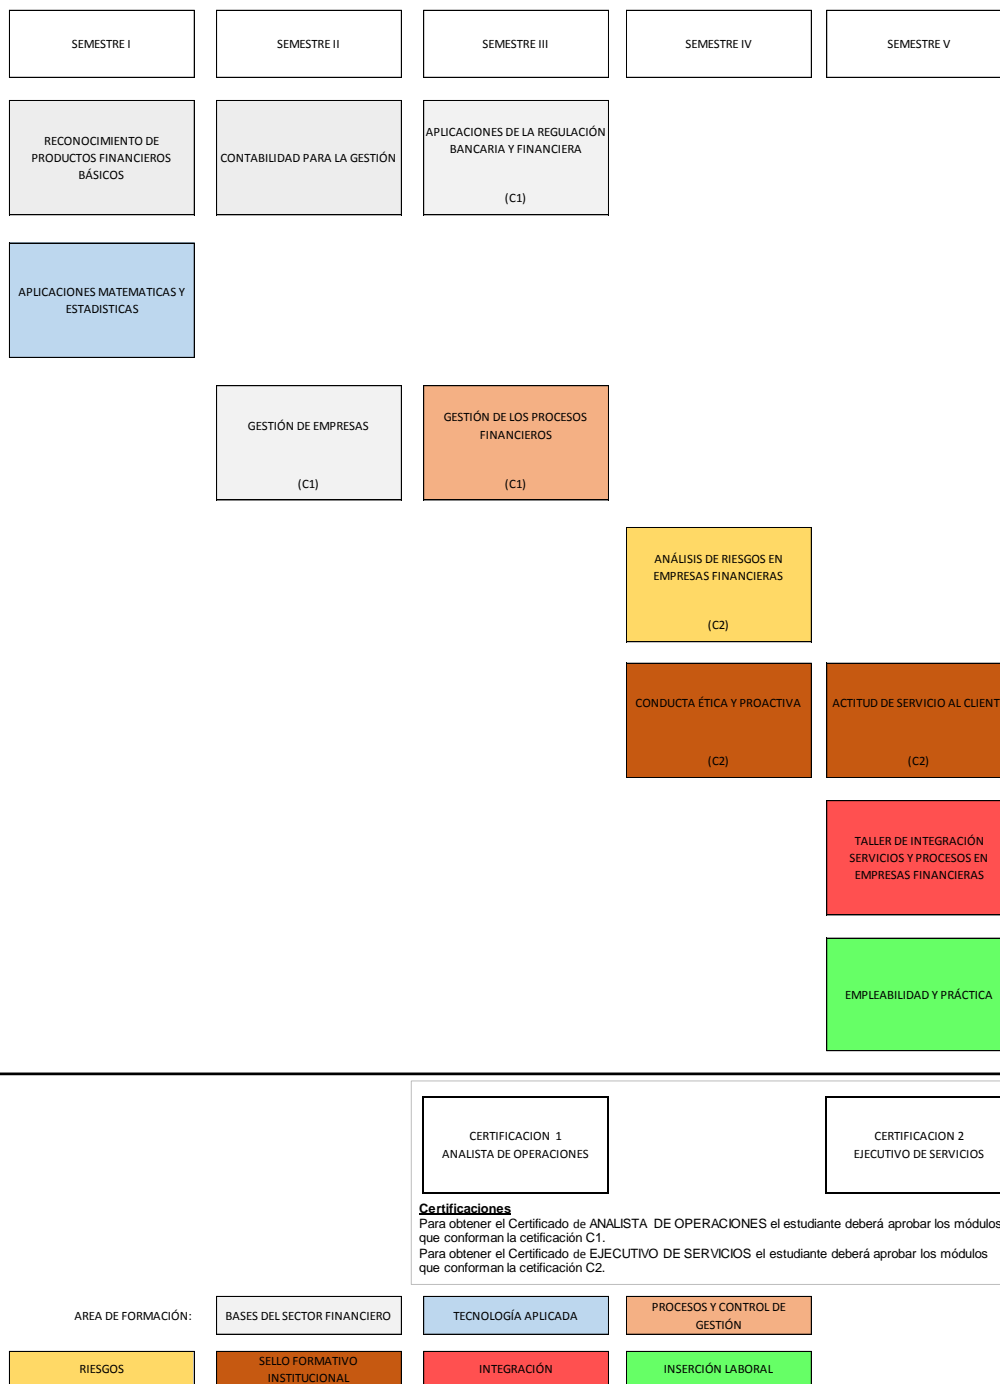 SEMESTRE I
SEMESTRE II
SEMESTRE III
SEMESTRE IV
SEMESTRE V
RECONOCIMIENTO DE
PRODUCTOS FINANCIEROS
BÁSICOS
CONTABILIDAD PARA LA GESTIÓN
APLICACIONES DE LA REGULACIÓN
BANCARIA Y FINANCIERA
(C1)
APLICACIONES MATEMATICAS Y
ESTADISTICAS
GESTIÓN DE EMPRESAS
(C1)
GESTIÓN DE LOS PROCESOS
FINANCIEROS
(C1)
ANÁLISIS DE RIESGOS EN
EMPRESAS FINANCIERAS
(C2)
CONDUCTA ÉTICA Y PROACTIVA
(C2)
ACTITUD DE SERVICIO AL CLIENT
(C2)
TALLER DE INTEGRACIÓN
SERVICIOS Y PROCESOS EN
EMPRESAS FINANCIERAS
EMPLEABILIDAD Y PRÁCTICA
CERTIFICACION 1
ANALISTA DE OPERACIONES
CERTIFICACION 2
EJECUTIVO DE SERVICIOS
Certificaciones
Para obtener el Certificado de ANALISTA DE OPERACIONES el estudiante deberá aprobar los módulos
que conforman la cetificación C1.
Para obtener el Certificado de EJECUTIVO DE SERVICIOS el estudiante deberá aprobar los módulos
que conforman la cetificación C2.
AREA DE FORMACIÓN:
BASES DEL SECTOR FINANCIERO
TECNOLOGÍA APLICADA
PROCESOS Y CONTROL DE
GESTIÓN
RIESGOS
SELLO FORMATIVO
INSTITUCIONAL
INTEGRACIÓN
INSERCIÓN LABORAL